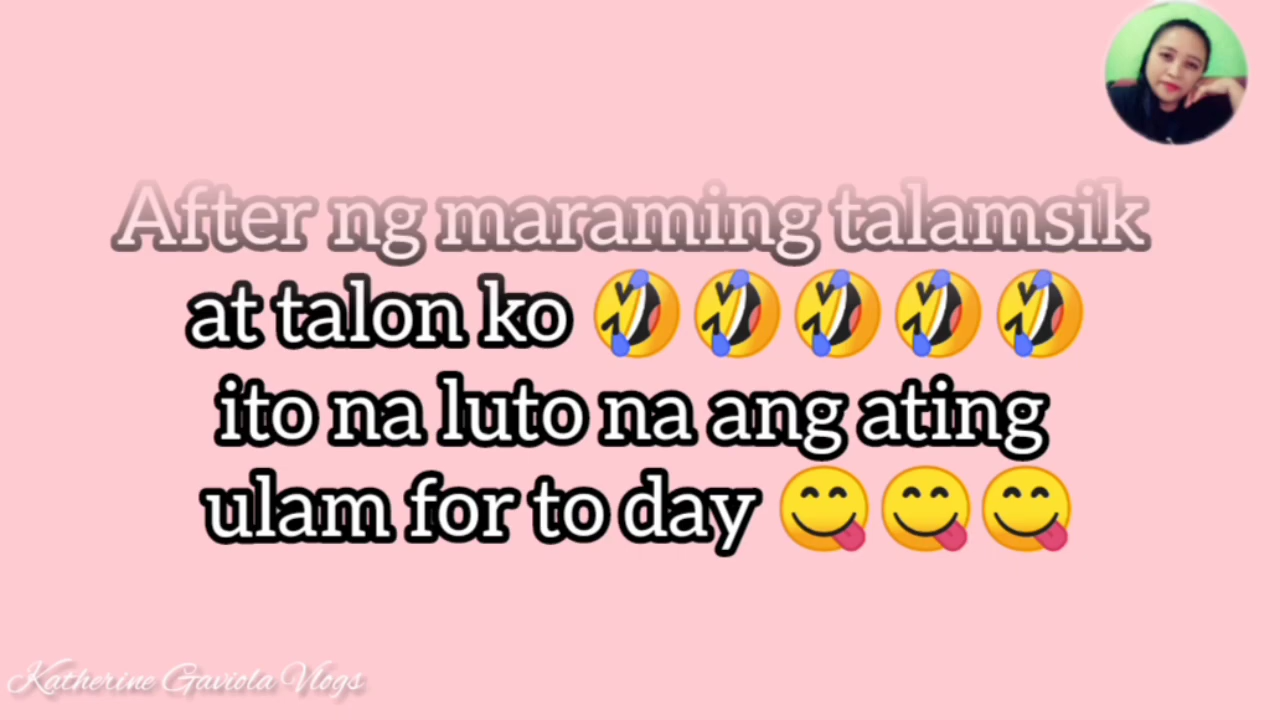 After ng maraming talamsik
at talon ko 🤣🤣🤣🤣🤣
ito na luto na ang ating
ulam for to day 😋😋😋
Katherine Gaviola Vlogs